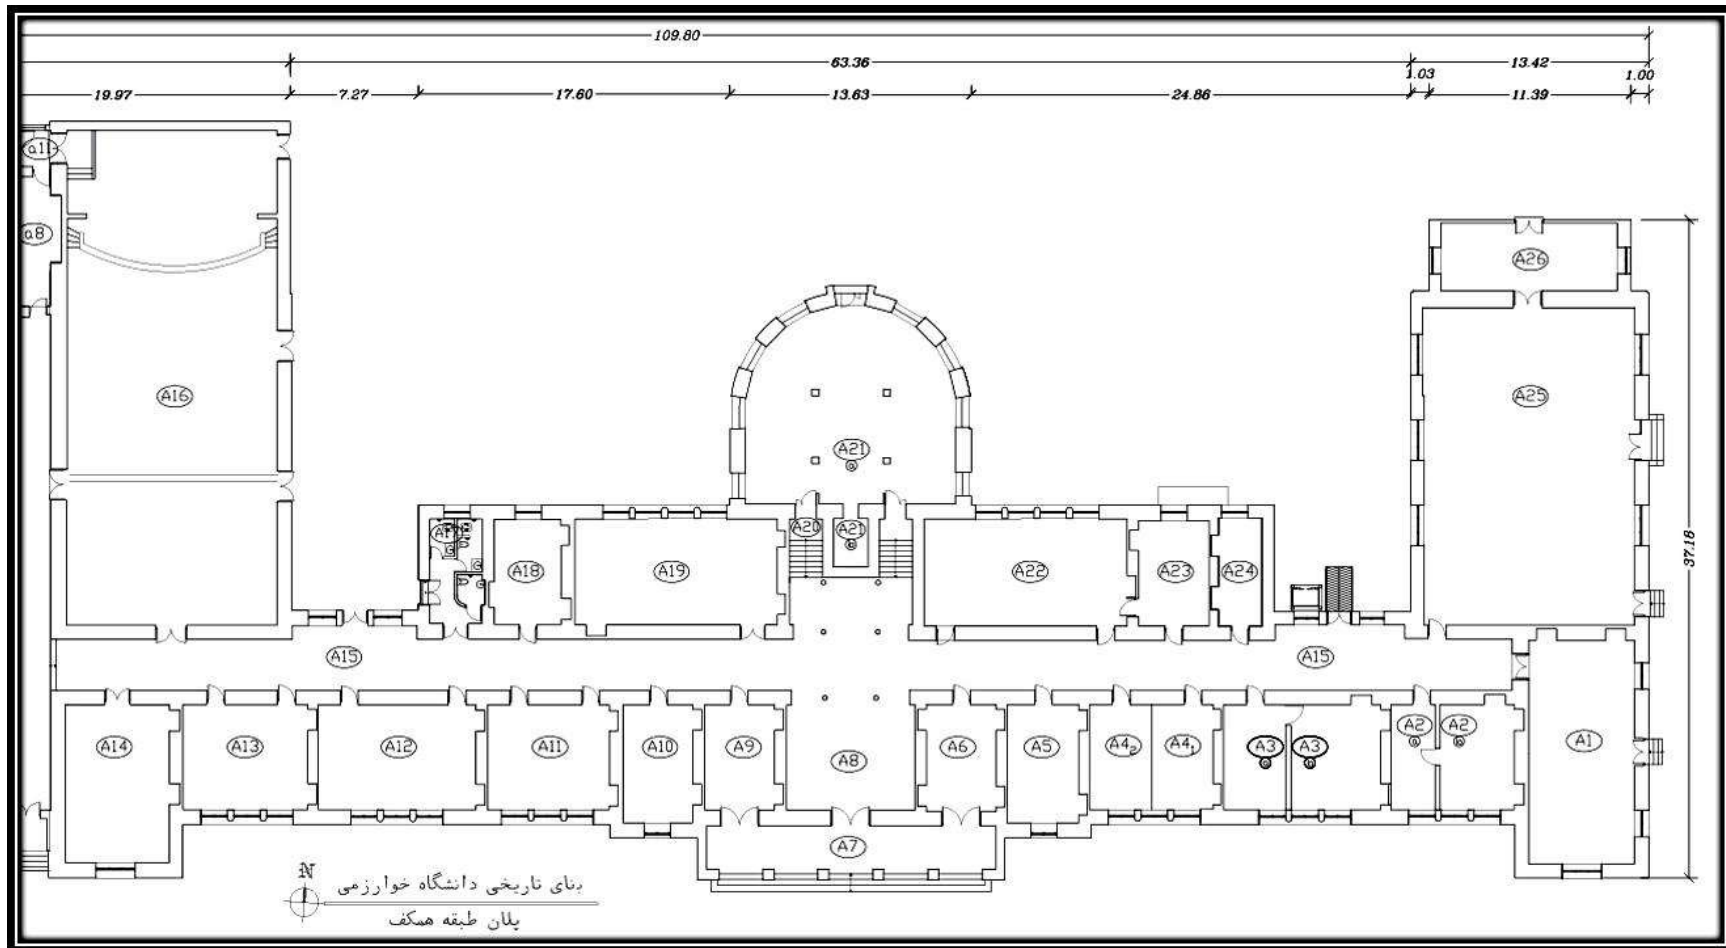 109.80
63.36 13.42
1.03 1.00
19.97 7.27 17.60 13.63 24.86 11.39
a11
a8
A26
A16
A25
A21
a
37.18
A20 A21
A17
A18 A19 A22 A23 A24
A15 A15
A14 A13 A12 A11 A10 A9 A8 A6 A5 A4₂ A4₁ A3 A3 A2 A2 A1
A7
N
بنای تاریخی دانشگاه خوارزمی
پلان طبقه همکف